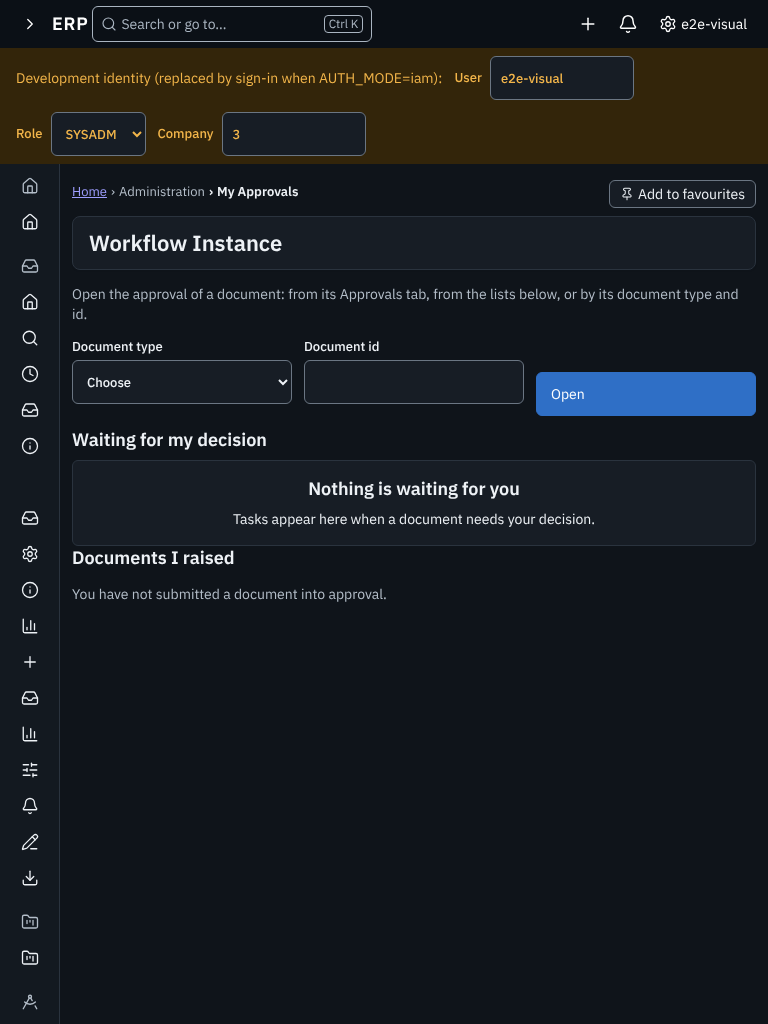 ERP
Search or go to...
Ctrl K
e2e-visual
Development identity (replaced by sign-in when AUTH_MODE=iam):
User
e2e-visual
Role
SYSADM
Company
3
Home › Administration › My Approvals
Add to favourites
Workflow Instance
Open the approval of a document: from its Approvals tab, from the lists below, or by its document type and
id.
Document type
Document id
Choose
Open
Waiting for my decision
Nothing is waiting for you
Tasks appear here when a document needs your decision.
Documents I raised
You have not submitted a document into approval.